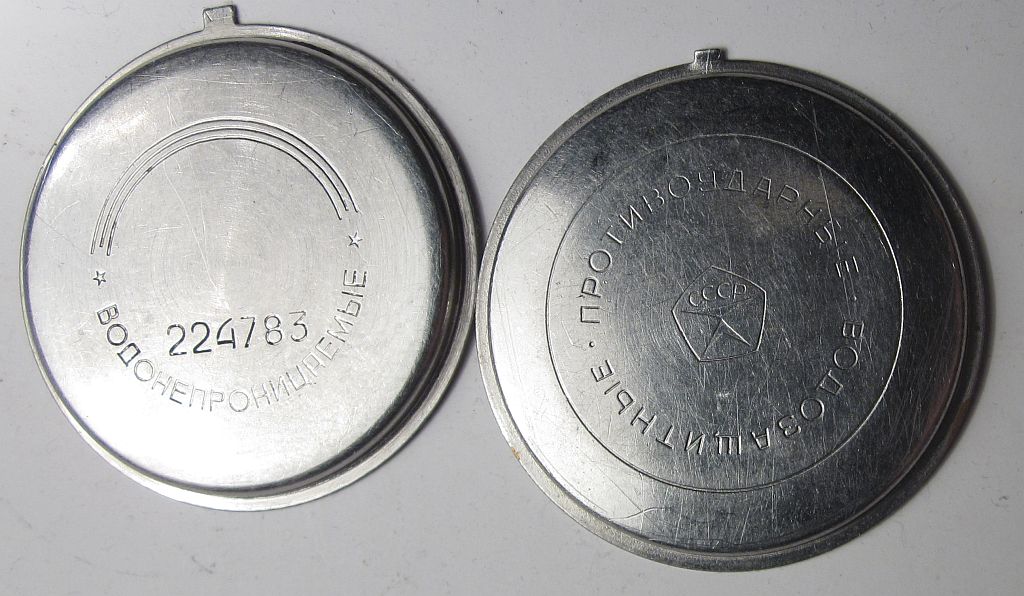 224783
ВОДОНЕПРОНИЦАЕМЫЕ
ПРОТИВОУДАРНЫЕ · ВОДОЗАЩИТНЫЕ ·
СССР